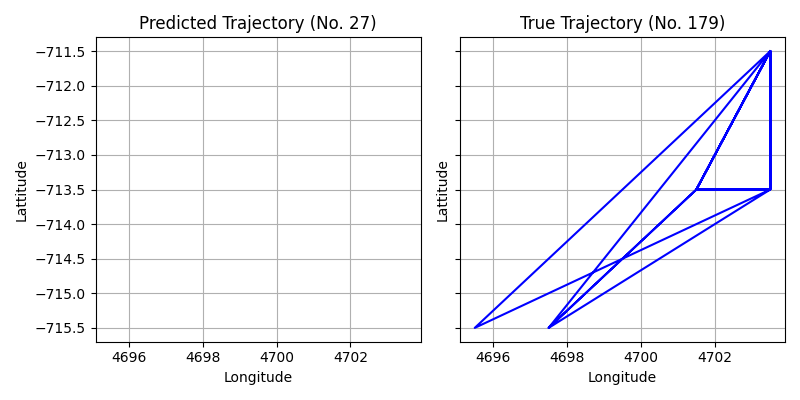 Predicted Trajectory (No. 27)
True Trajectory (No. 179)
−711.5
−712.0
−712.5
−713.0
−713.5
−714.0
−714.5
−715.0
−715.5
Lattitude
Lattitude
4696 4698 4700 4702
4696 4698 4700 4702
Longitude
Longitude